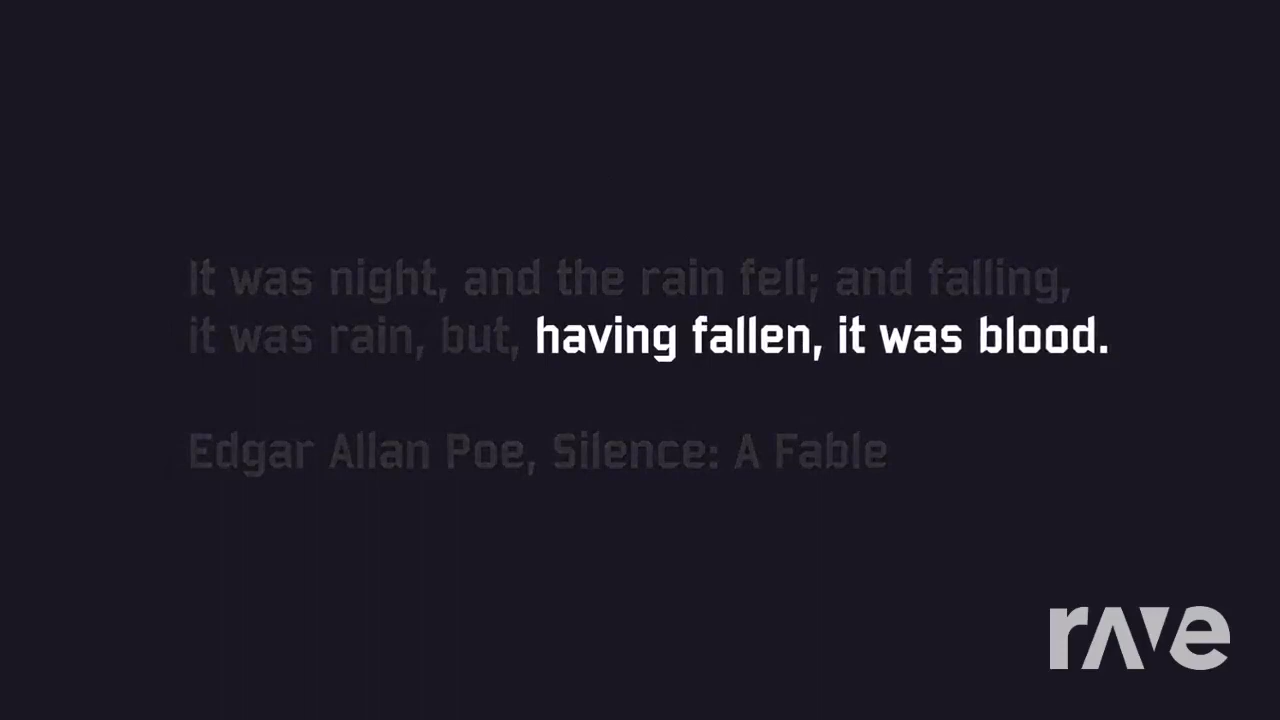 It was night, and the rain fell; and falling,
it was rain, but, having fallen, it was blood.
Edgar Allan Poe, Silence: A Fable
rave